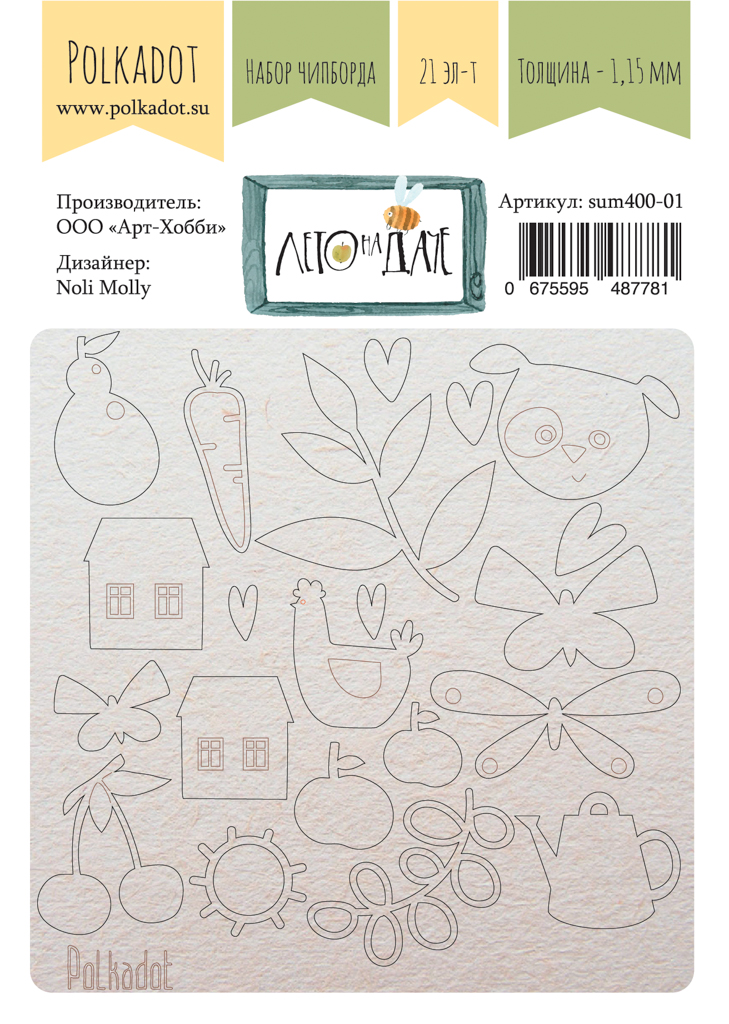 POLKADOT
www.polkadot.su
НАБОР ЧИПБОРДА
21 ЭЛ-Т
ТОЛЩИНА - 1,15 ММ
Производитель:
ООО «Арт-Хобби»
Дизайнер:
Noli Molly
ЛЕТО НА ДАЧЕ
Артикул: sum400-01
0 675595 487781
Polkadot